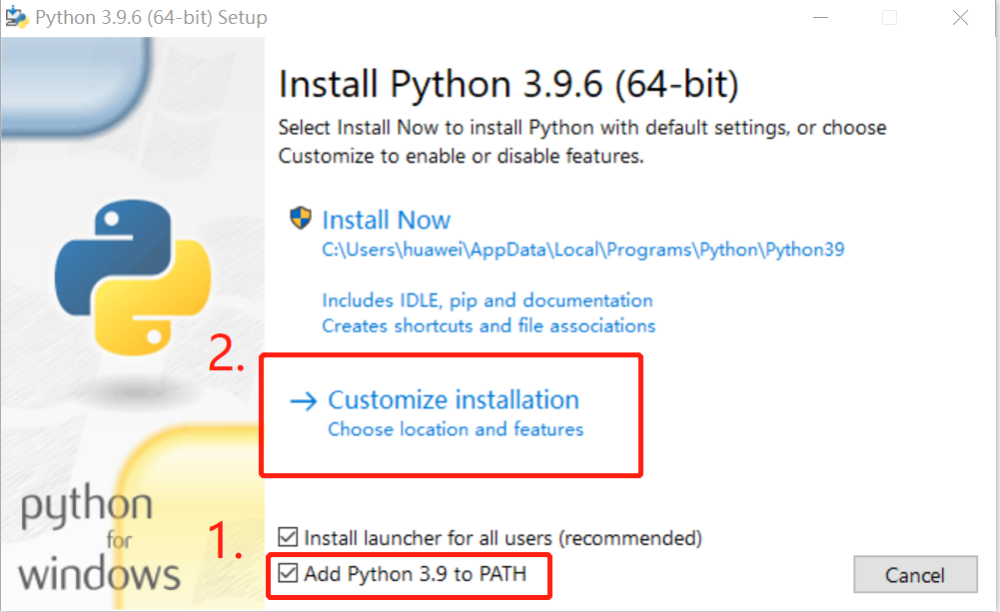 Python 3.9.6 (64-bit) Setup
Install Python 3.9.6 (64-bit)
Select Install Now to install Python with default settings, or choose
Customize to enable or disable features.
Install Now
C:\Users\huawei\AppData\Local\Programs\Python\Python39
Includes IDLE, pip and documentation
Creates shortcuts and file associations
2.
Customize installation
Choose location and features
python
for
windows
1.
Install launcher for all users (recommended)
Add Python 3.9 to PATH
Cancel